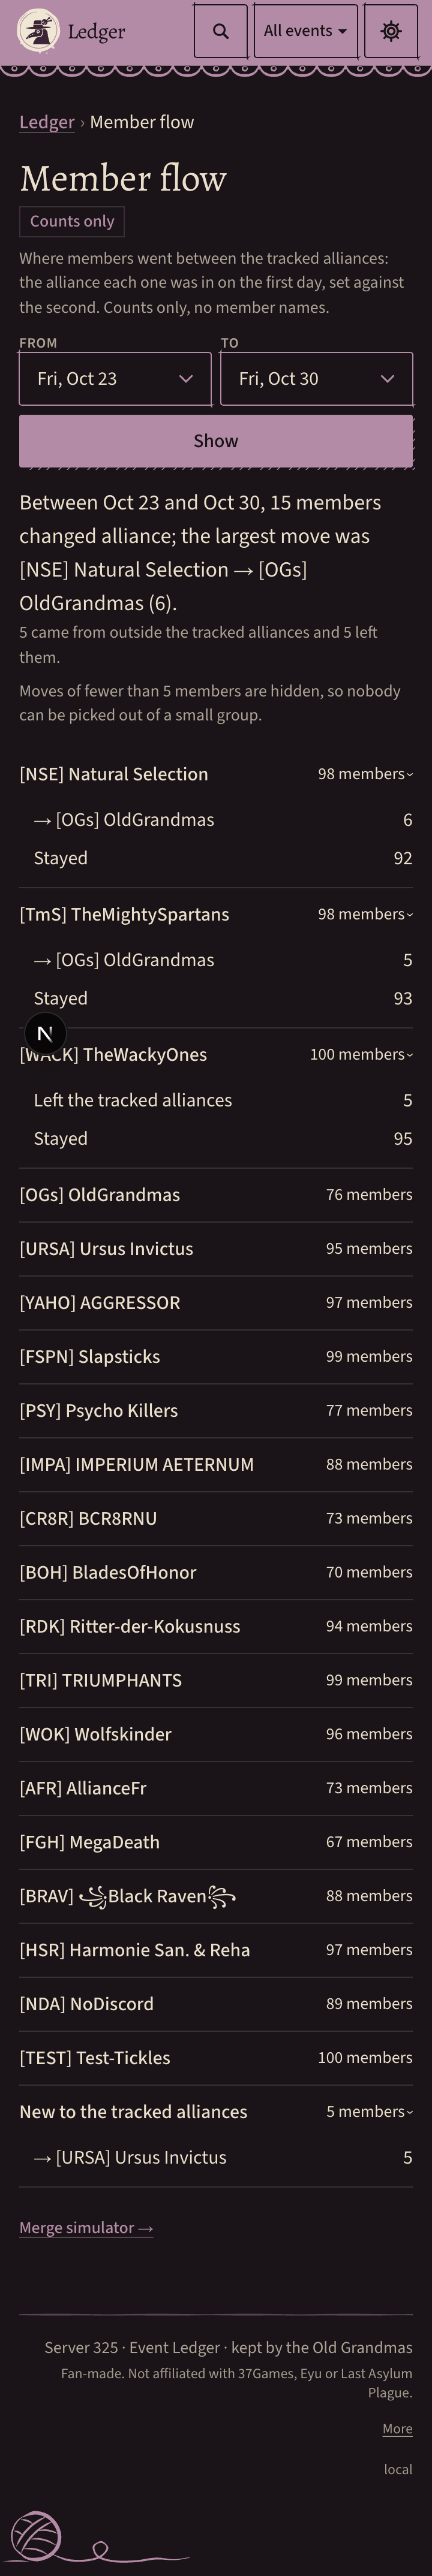 Ledger
All events
Ledger › Member flow
Member flow
Counts only
Where members went between the tracked alliances:
the alliance each one was in on the first day, set against
the second. Counts only, no member names.
FROM TO
Fri, Oct 23 Fri, Oct 30
Show
Between Oct 23 and Oct 30, 15 members
changed alliance; the largest move was
[NSE] Natural Selection → [OGs]
OldGrandmas (6).
5 came from outside the tracked alliances and 5 left
them.
Moves of fewer than 5 members are hidden, so nobody
can be picked out of a small group.
[NSE] Natural Selection 98 members
→ [OGs] OldGrandmas 6
Stayed 92
[TmS] TheMightySpartans 98 members
→ [OGs] OldGrandmas 5
Stayed 93
[WACK] TheWackyOnes 100 members
Left the tracked alliances 5
Stayed 95
[OGs] OldGrandmas 76 members
[URSA] Ursus Invictus 95 members
[YAHO] AGGRESSOR 97 members
[FSPN] Slapsticks 99 members
[PSY] Psycho Killers 77 members
[IMPA] IMPERIUM AETERNUM 88 members
[CR8R] BCR8RNU 73 members
[BOH] BladesOfHonor 70 members
[RDK] Ritter-der-Kokusnuss 94 members
[TRI] TRIUMPHANTS 99 members
[WOK] Wolfskinder 96 members
[AFR] AllianceFr 73 members
[FGH] MegaDeath 67 members
[BRAV] ꧁Black Raven꧂ 88 members
[HSR] Harmonie San. & Reha 97 members
[NDA] NoDiscord 89 members
[TEST] Test-Tickles 100 members
New to the tracked alliances 5 members
→ [URSA] Ursus Invictus 5
Merge simulator →
Server 325 · Event Ledger · kept by the Old Grandmas
Fan-made. Not affiliated with 37Games, Eyu or Last Asylum
Plague.
More
local